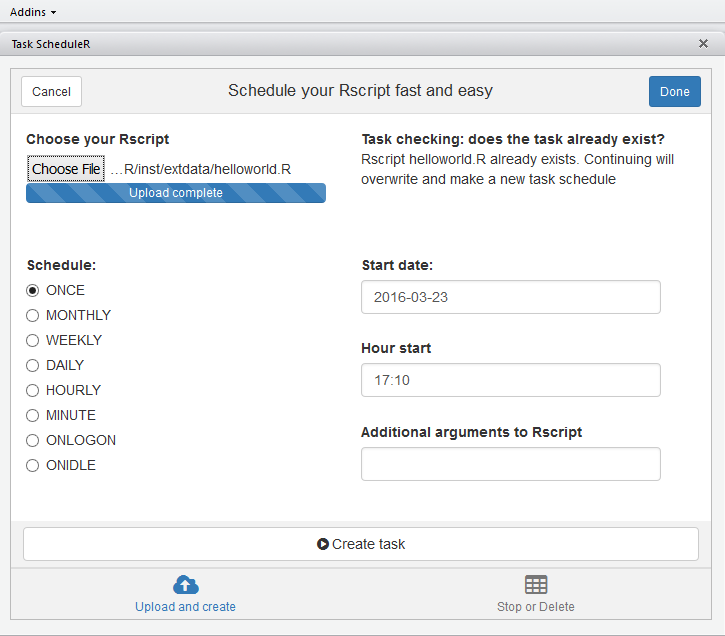 Addins
Task ScheduleR
Cancel
Schedule your Rscript fast and easy
Done
Choose your Rscript
Choose File …R/inst/extdata/helloworld.R
Upload complete
Task checking: does the task already exist?
Rscript helloworld.R already exists. Continuing will
overwrite and make a new task schedule
Schedule:
ONCE
MONTHLY
WEEKLY
DAILY
HOURLY
MINUTE
ONLOGON
ONIDLE
Start date:
2016-03-23
Hour start
17:10
Additional arguments to Rscript
Create task
Upload and create
Stop or Delete